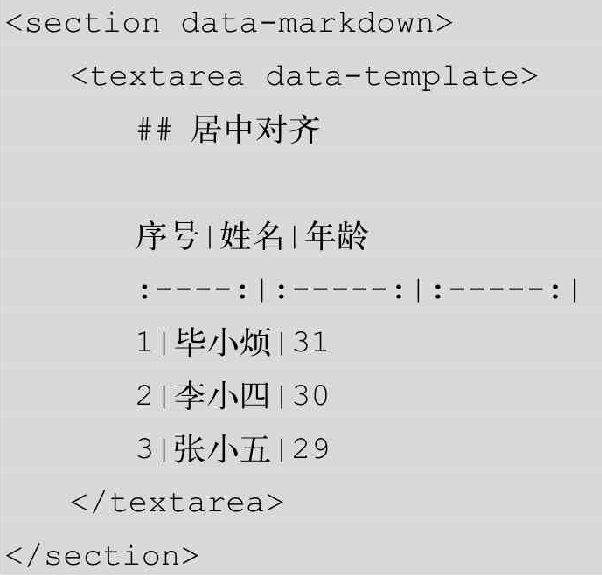 <section data-markdown>
<textarea data-template>
## 居中对齐
序号|姓名|年龄
:----:|:-----:|:-----:|
1|毕小烦|31
2|李小四|30
3|张小五|29
</textarea>
</section>